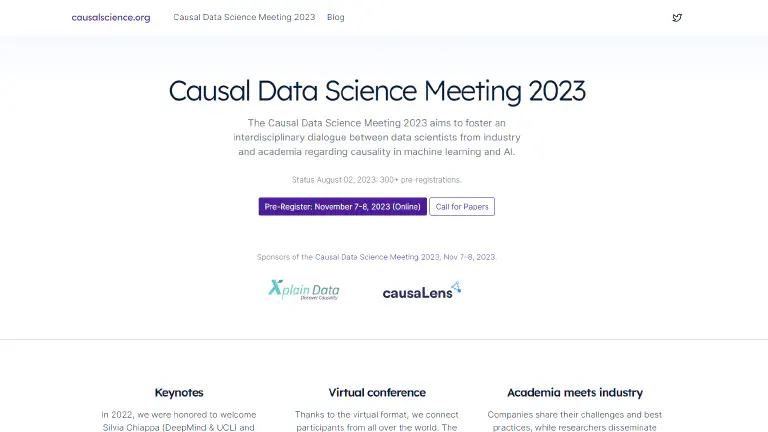 causalscience.org Causal Data Science Meeting 2023 Blog
Causal Data Science Meeting 2023
The Causal Data Science Meeting 2023 aims to foster an
interdisciplinary dialogue between data scientists from industry
and academia regarding causality in machine learning and AI.
Status August 02, 2023: 300+ pre-registrations.
Pre-Register: November 7-8, 2023 (Online) Call for Papers
Sponsors of the Causal Data Science Meeting 2023, Nov 7-8, 2023.
Xplain Data
Discover Causality
causaLens
Keynotes
In 2022, we were honored to welcome
Silvia Chiappa (DeepMind & UCL) and
Virtual conference
Thanks to the virtual format, we connect
participants from all over the world. The
Academia meets industry
Companies share their challenges and best
practices, while researchers disseminate